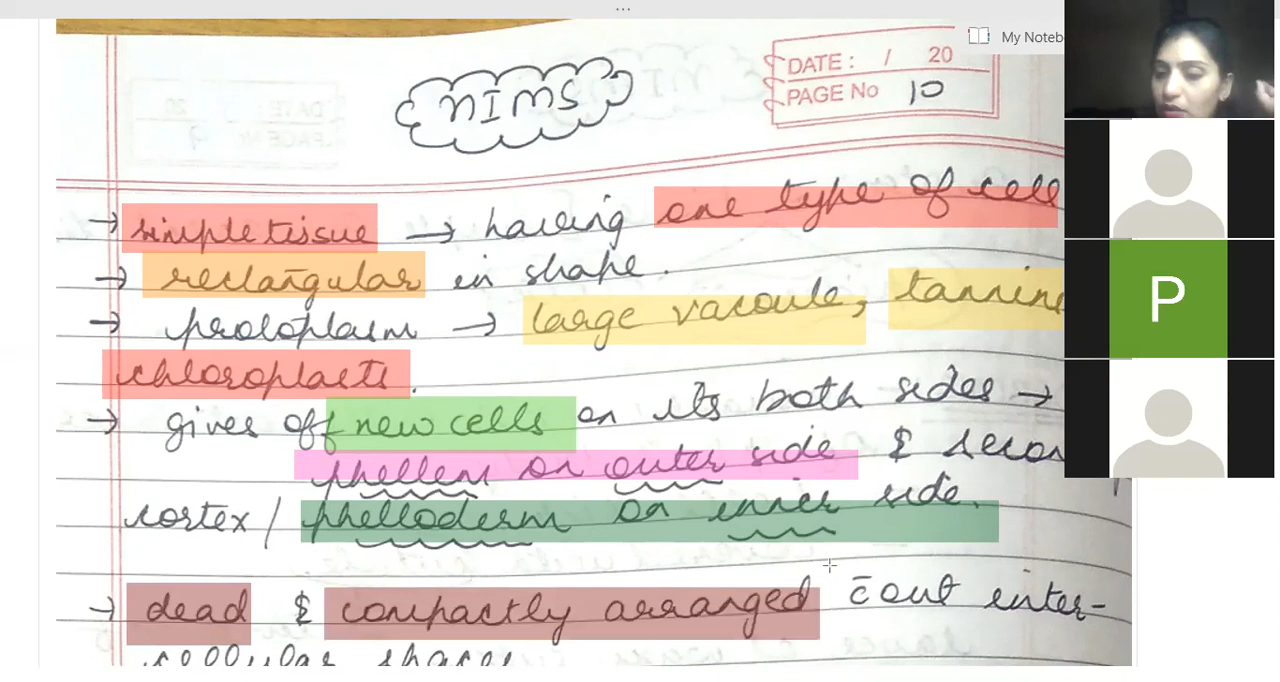 ...
My Noteb
DATE : / 20
PAGE No 10
NIMS
→ simple tissue → having one type of cell
→ rectangular in shape.
→ protoplasm → large vacoule, tannins
chloroplasts.
→ gives off new cells on its both sides →
phellem on outer side & secon
cortex / phelloderm on inner side.
→ dead & compactly arranged c̄out inter-
cellular spaces
P